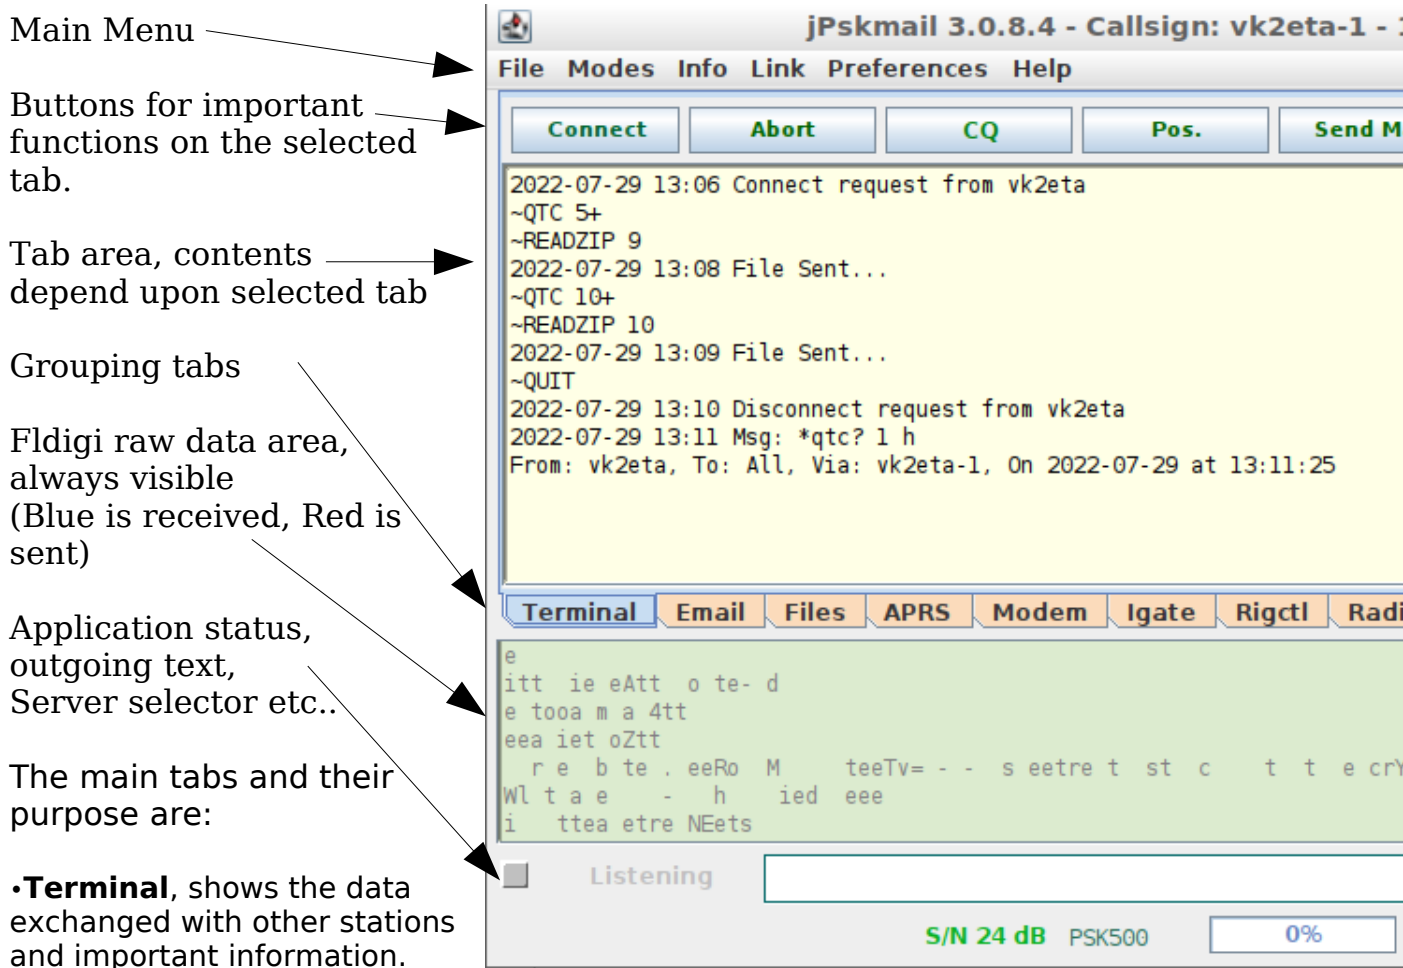 Main Menu
Buttons for important
functions on the selected
tab.
Tab area, contents
depend upon selected tab
Grouping tabs
Fldigi raw data area,
always visible
(Blue is received, Red is
sent)
Application status,
outgoing text,
Server selector etc..
The main tabs and their
purpose are:
•Terminal, shows the data
exchanged with other stations
and important information.
jPskmail 3.0.8.4 - Callsign: vk2eta-1 -
File Modes Info Link Preferences Help
Connect Abort CQ Pos. Send M
2022-07-29 13:06 Connect request from vk2eta
~QTC 5+
~READZIP 9
2022-07-29 13:08 File Sent...
~QTC 10+
~READZIP 10
2022-07-29 13:09 File Sent...
~QUIT
2022-07-29 13:10 Disconnect request from vk2eta
2022-07-29 13:11 Msg: *qtc? 1 h
From: vk2eta, To: All, Via: vk2eta-1, On 2022-07-29 at 13:11:25
Terminal Email Files APRS Modem Igate Rigctl Radi
e
itt ie eAtt o te- d
e tooa m a 4tt
eea iet oZtt
r e b te . eeRo M teeTv= - - s eetre t st c t t e crY
Wl t a e - h ied eee
i ttea etre NEets
Listening
S/N 24 dB PSK500 0%